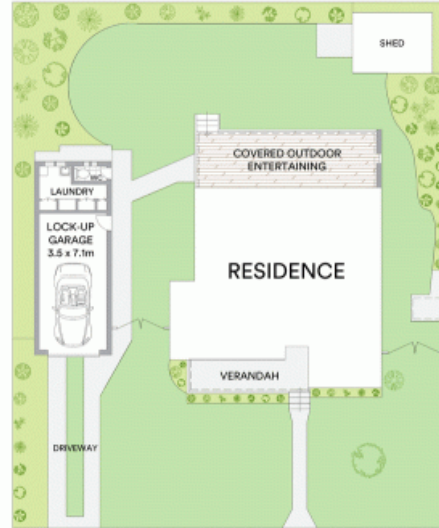 SHED
COVERED OUTDOOR
ENTERTAINING
LAUNDRY
LOCK-UP
GARAGE
3.5 x 7.1m
RESIDENCE
VERANDAH
DRIVEWAY